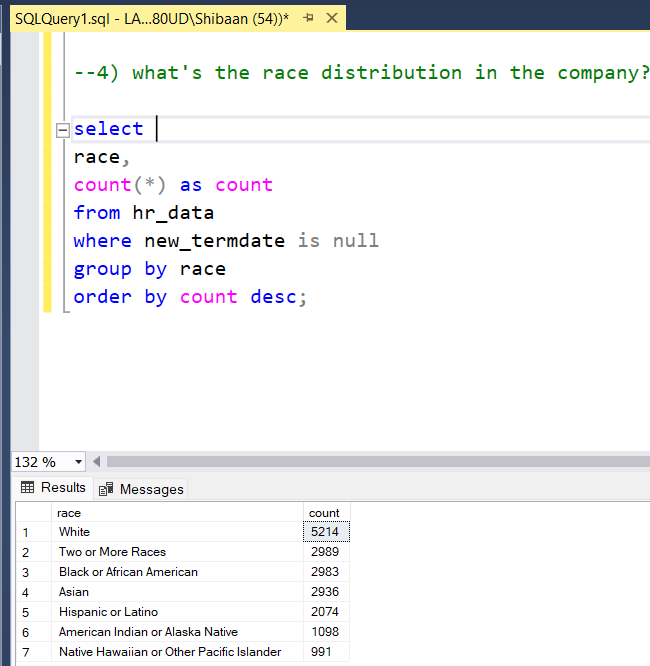 SQLQuery1.sql - LA...80UD\Shibaan (54))*
--4) what's the race distribution in the company?
select
race,
count(*) as count
from hr_data
where new_termdate is null
group by race
order by count desc;
132 %
Results Messages
race count
1 White 5214
2 Two or More Races 2989
3 Black or African American 2983
4 Asian 2936
5 Hispanic or Latino 2074
6 American Indian or Alaska Native 1098
7 Native Hawaiian or Other Pacific Islander 991